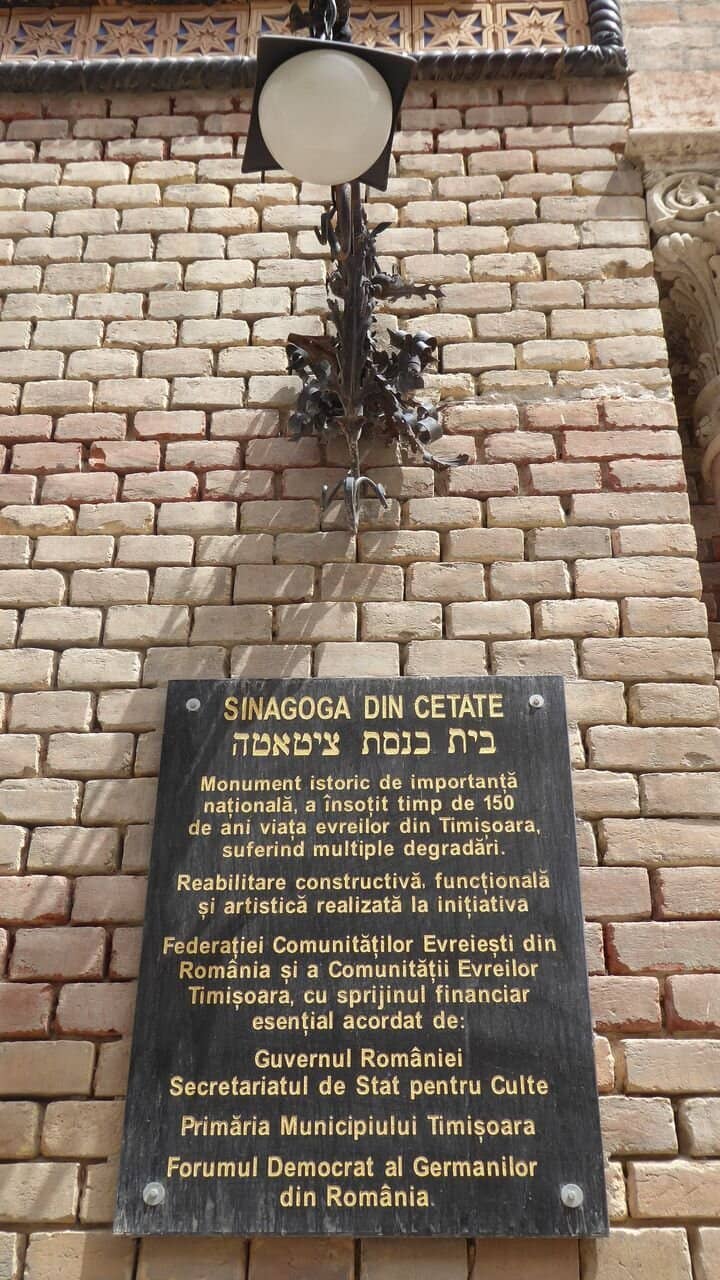 SINAGOGA DIN CETATE
בית כנסת ציטאטה
Monument istoric de importanță
națională, a însoțit timp de 150
de ani viața evreilor din Timișoara,
suferind multiple degradări.
Reabilitare constructivă, funcțională
și artistică realizată la inițiativa
Federației Comunităților Evreiești din
România și a Comunității Evreilor
Timișoara, cu sprijinul financiar
esențial acordat de:
Guvernul României
Secretariatul de Stat pentru Culte
Primăria Municipiului Timișoara
Forumul Democrat al Germanilor
din România.